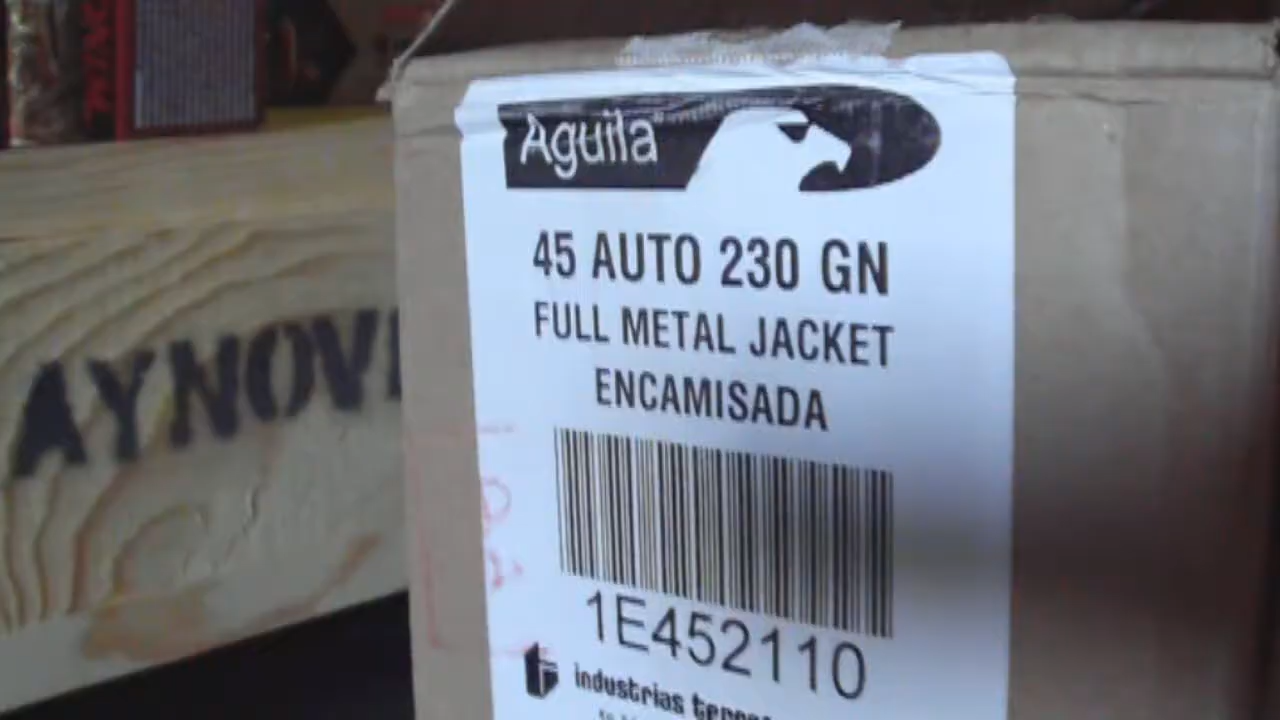 Aguila
45 AUTO 230 GN
FULL METAL JACKET
ENCAMISADA
1E452110
industrias
AYNOV